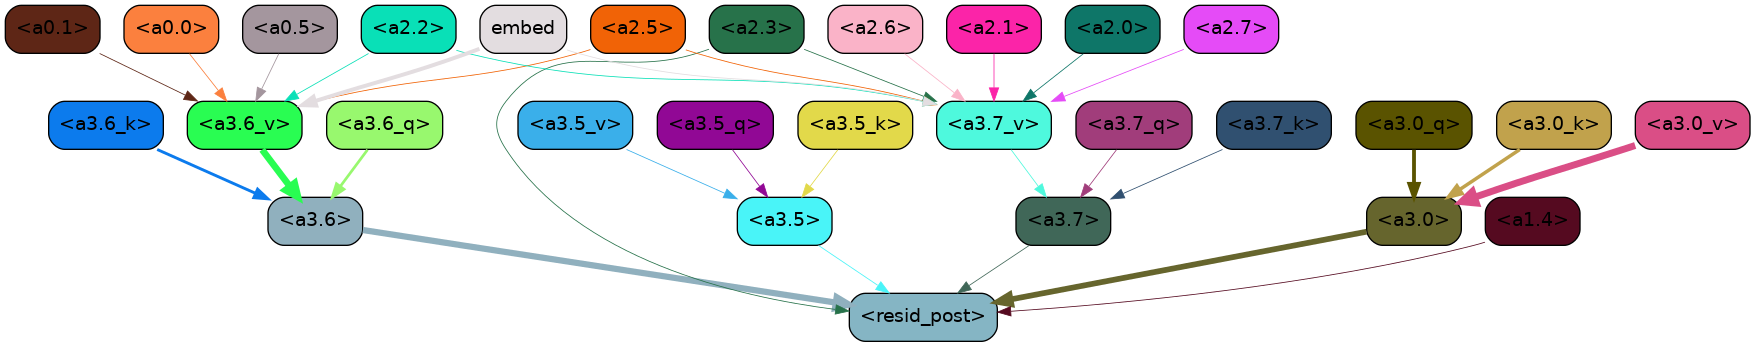 <a0.1> <a0.0> <a0.5> <a2.2> embed <a2.5> <a2.3> <a2.6> <a2.1> <a2.0> <a2.7>
<a3.6_k> <a3.6_v> <a3.6_q> <a3.5_v> <a3.5_q> <a3.5_k> <a3.7_v> <a3.7_q> <a3.7_k> <a3.0_q> <a3.0_k> <a3.0_v>
<a3.6> <a3.5> <a3.7> <a3.0> <a1.4>
<resid_post>